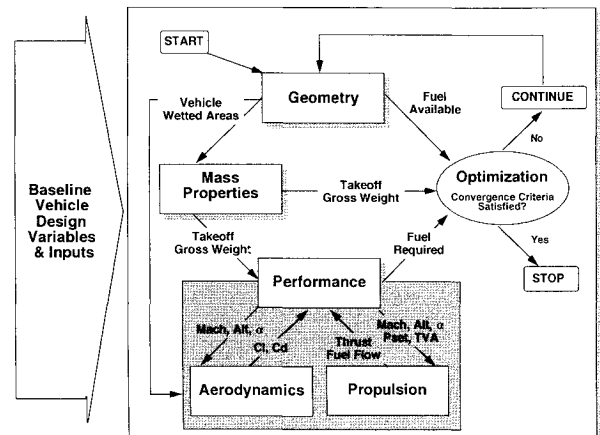 START
Geometry
CONTINUE
Vehicle
Wetted Areas
Fuel
Available
No
Baseline
Vehicle
Design
Variables
& Inputs
Mass
Properties
Takeoff
Gross Weight
Optimization
Convergence Criteria
Satisfied?
Takeoff
Gross Weight
Fuel
Required
Yes
STOP
Performance
Mach, Alt, α
Cl, Cd
Thrust
Fuel Flow
Mach, Alt, α
Pset, TVA
Aerodynamics
Propulsion